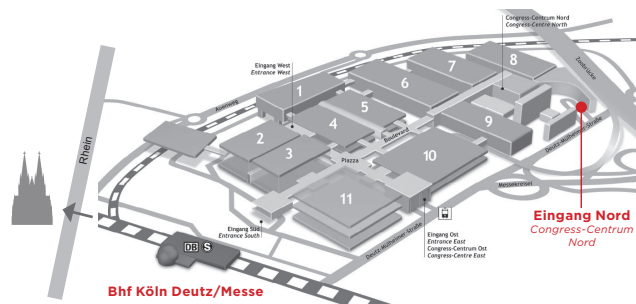 Congress-Centrum Nord
Congress-Centre North
Zoobrücke
Eingang West
Entrance West
Auenweg
8
7
6
1
5
4
2
3
9
10
11
Boulevard
Piazza
Deutz-Mülheimer-Straße
Messekreisel
Rhein
Eingang Nord
Congress-Centrum
Nord
Eingang Süd
Entrance South
Deutz-Mülheimer-Straße
Eingang Ost
Entrance East
Congress-Centrum Ost
Congress-Centre East
DB S
Bhf Köln Deutz/Messe